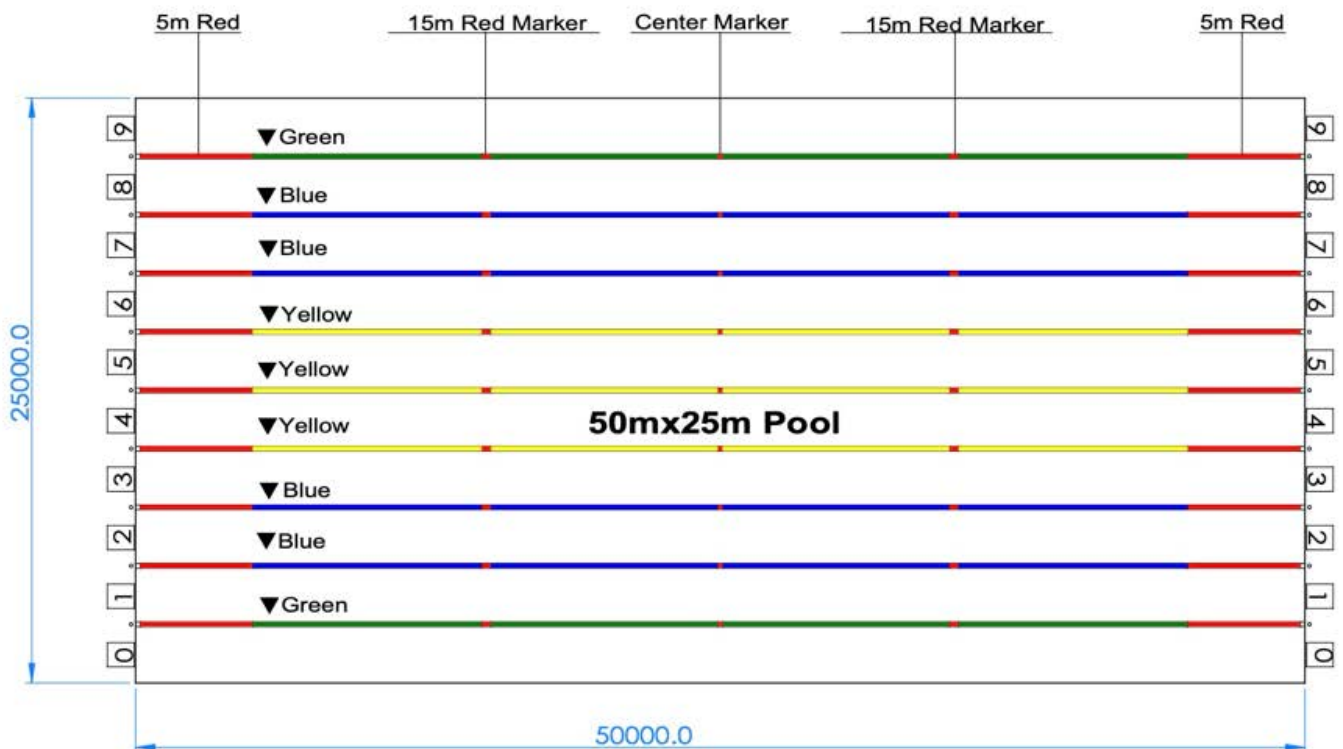 5m Red 15m Red Marker Center Marker 15m Red Marker 5m Red
9 9
Green
8 Blue 8
7 Blue 7
6 Yellow 6
5 Yellow 5
4 Yellow 50mx25m Pool 4
3 Blue 3
2 Blue 2
1 Green 1
0 0
25000.0
50000.0